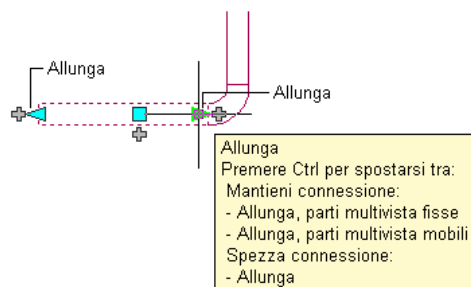 Allunga
Allunga
Allunga
Premere Ctrl per spostarsi tra:
Mantieni connessione:
- Allunga, parti multivista fisse
- Allunga, parti multivista mobili
Spezza connessione:
- Allunga